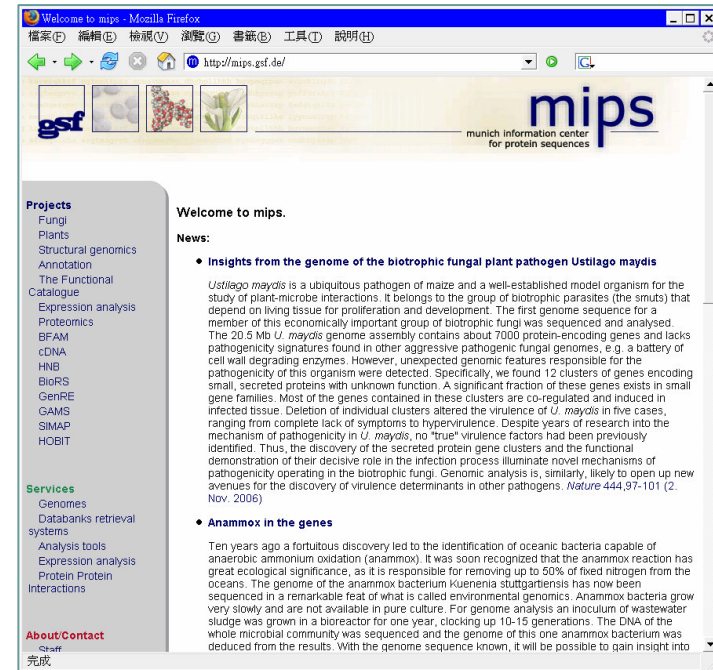 Welcome to mips - Mozilla Firefox
檔案(F) 編輯(E) 檢視(V) 瀏覽(G) 書籤(B) 工具(T) 說明(H)
http://mips.gsf.de/
gsf
mips
munich information center
for protein sequences
Projects
Fungi
Plants
Structural genomics
Annotation
The Functional
Catalogue
Expression analysis
Proteomics
BFAM
cDNA
HNB
BioRS
GenRE
GAMS
SIMAP
HOBIT
Services
Genomes
Databanks retrieval
systems
Analysis tools
Expression analysis
Protein Protein
Interactions
About/Contact
Staff
Welcome to mips.
News:
Insights from the genome of the biotrophic fungal plant pathogen Ustilago maydis
Ustilago maydis is a ubiquitous pathogen of maize and a well-established model organism for the
study of plant-microbe interactions. It belongs to the group of biotrophic parasites (the smuts) that
depend on living tissue for proliferation and development. The first genome sequence for a
member of this economically important group of biotrophic fungi was sequenced and analysed.
The 20.5 Mb U. maydis genome assembly contains about 7000 protein-encoding genes and lacks
pathogenicity signatures found in other aggressive pathogenic fungal genomes, e.g. a battery of
cell wall degrading enzymes. However, unexpected genomic features responsible for the
pathogenicity of this organism were detected. Specifically, we found 12 clusters of genes encoding
small, secreted proteins with unknown function. A significant fraction of these genes exists in small
gene families. Most of the genes contained in these clusters are co-regulated and induced in
infected tissue. Deletion of individual clusters altered the virulence of U. maydis in five cases,
ranging from complete lack of symptoms to hypervirulence. Despite years of research into the
mechanism of pathogenicity in U. maydis, no "true" virulence factors had been previously
identified. Thus, the discovery of the secreted protein gene clusters and the functional
demonstration of their decisive role in the infection process illuminate novel mechanisms of
pathogenicity operating in the biotrophic fungi. Genomic analysis is, similarly, likely to open up new
avenues for the discovery of virulence determinants in other pathogens. Nature 444,97-101 (2.
Nov. 2006)
Anammox in the genes
Ten years ago a fortuitous discovery led to the identification of oceanic bacteria capable of
anaerobic ammonium oxidation (anammox). It was soon recognized that the anammox reaction has
great ecological significance, as it is responsible for removing up to 50% of fixed nitrogen from the
oceans. The genome of the anammox bacterium Kuenenia stuttgartiensis has now been
sequenced in a remarkable feat of what is called environmental genomics. Anammox bacteria grow
very slowly and are not available in pure culture. For genome analysis an inoculum of wastewater
sludge was grown in a bioreactor for one year, clocking up 10-15 generations. The DNA of the
whole microbial community was sequenced and the genome of this one anammox bacterium was
deduced from the results. With the genome sequence known, it will be possible to gain insight into
完成